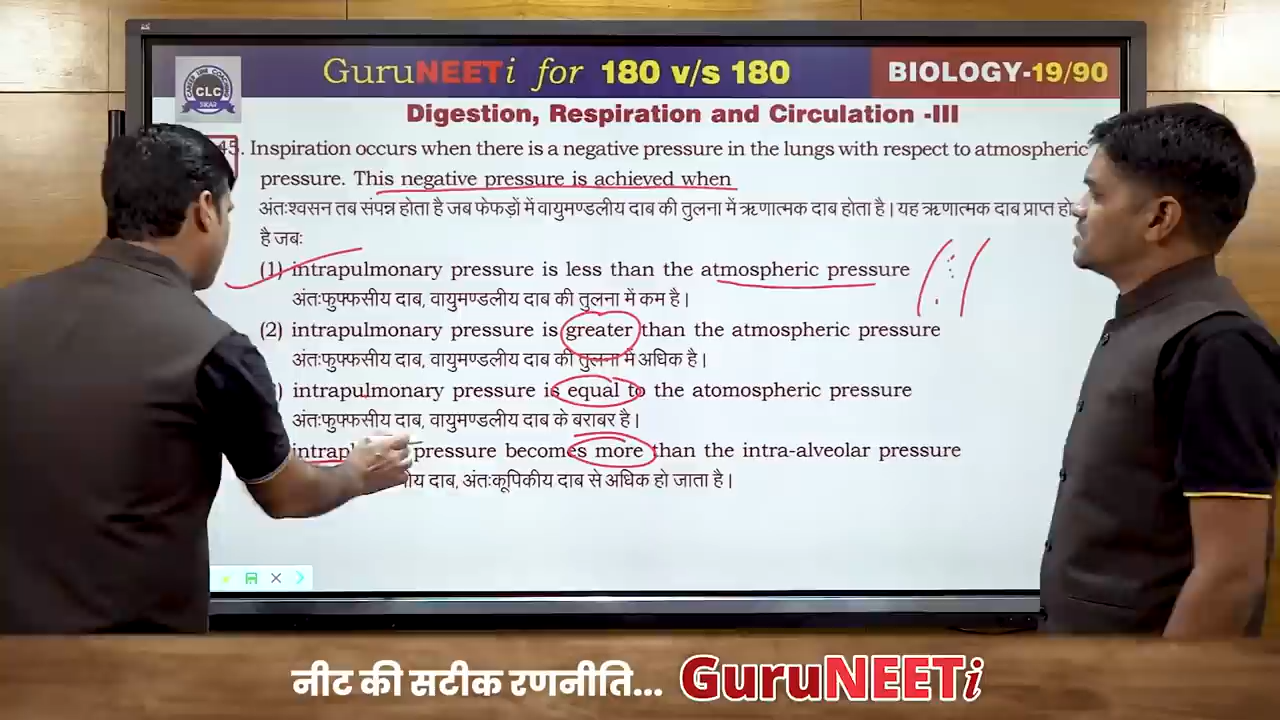 GuruNEETi for 180 v/s 180
BIOLOGY-19/90
CLC
SIKAR
Digestion, Respiration and Circulation -III
45. Inspiration occurs when there is a negative pressure in the lungs with respect to atmospheric
pressure. This negative pressure is achieved when
अंतःश्वसन तब संपन्न होता है जब फेफड़ों में वायुमण्डलीय दाब की तुलना में ऋणात्मक दाब होता है। यह ऋणात्मक दाब प्राप्त हो
है जबः
(1) intrapulmonary pressure is less than the atmospheric pressure
अंतःफुफ्फसीय दाब, वायुमण्डलीय दाब की तुलना में कम है।
(2) intrapulmonary pressure is greater than the atmospheric pressure
अंतःफुफ्फसीय दाब, वायुमण्डलीय दाब की तुलना में अधिक है।
) intrapulmonary pressure is equal to the atomospheric pressure
अंतःफुफ्फसीय दाब, वायुमण्डलीय दाब के बराबर है।
intrapl pressure becomes more than the intra-alveolar pressure
दाब, अंतःकूपिकीय दाब से अधिक हो जाता है।
नीट की सटीक रणनीति... GuruNEETi